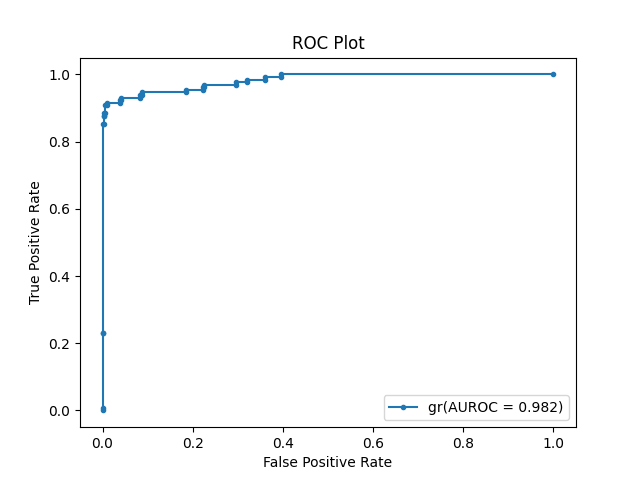 ROC Plot
True Positive Rate
1.0
0.8
0.6
0.4
0.2
0.0
gr(AUROC = 0.982)
0.0 0.2 0.4 0.6 0.8 1.0
False Positive Rate